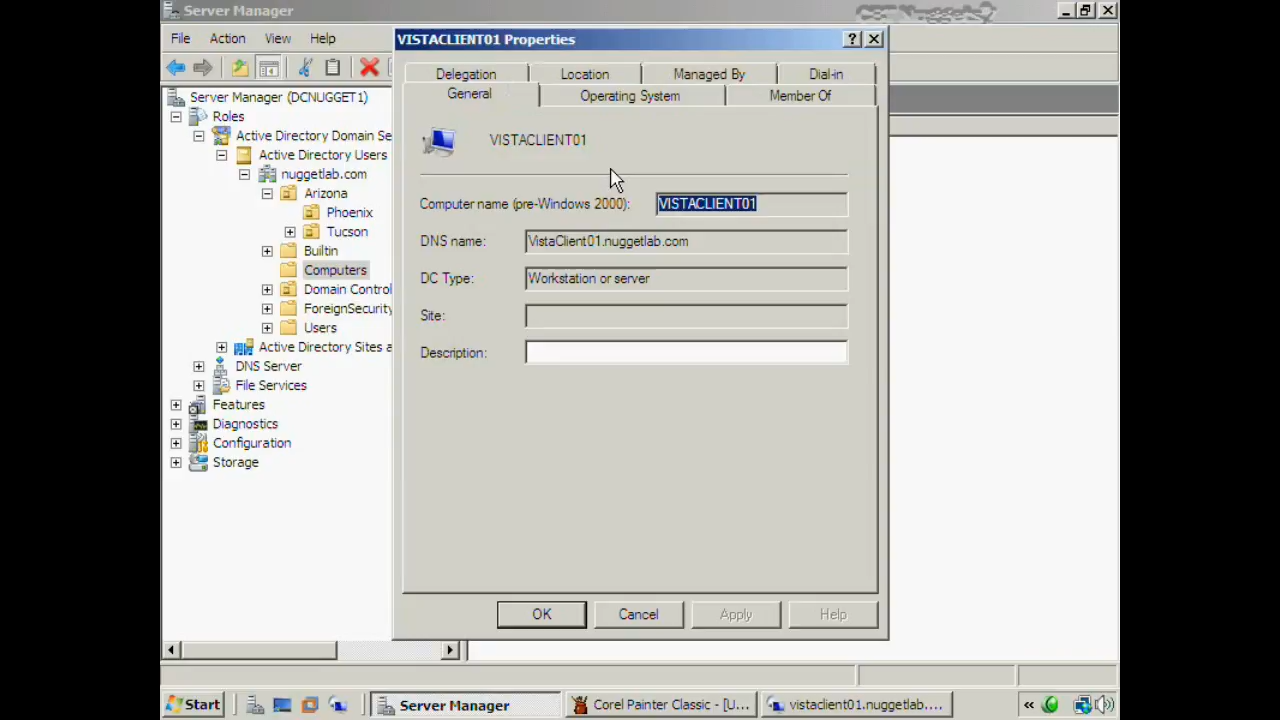 Server Manager
File Action View Help
VISTACLIENT01 Properties
Delegation Location Managed By Dial-in
General Operating System Member Of
Server Manager (DCNUGGET1)
Roles
Active Directory Domain Se
Active Directory Users
nuggetlab.com
Arizona
Phoenix
Tucson
Builtin
Computers
Domain Contro
ForeignSecurity
Users
Active Directory Sites a
DNS Server
File Services
Features
Diagnostics
Configuration
Storage
VISTACLIENT01
Computer name (pre-Windows 2000): VISTACLIENT01
DNS name: VistaClient01.nuggetlab.com
DC Type: Workstation or server
Site:
Description:
OK Cancel Apply Help
Start Server Manager Corel Painter Classic - [U... vistaclient01.nuggetlab.... «